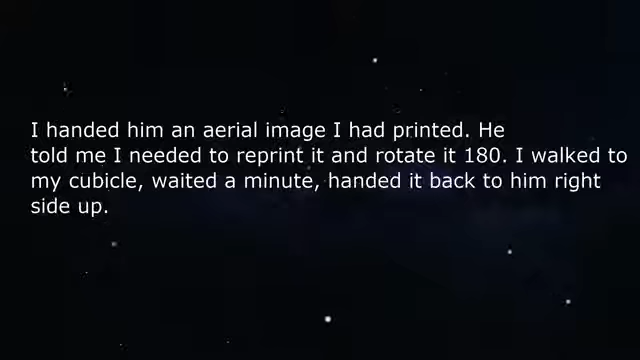 I handed him an aerial image I had printed. He
told me I needed to reprint it and rotate it 180. I walked to
my cubicle, waited a minute, handed it back to him right
side up.